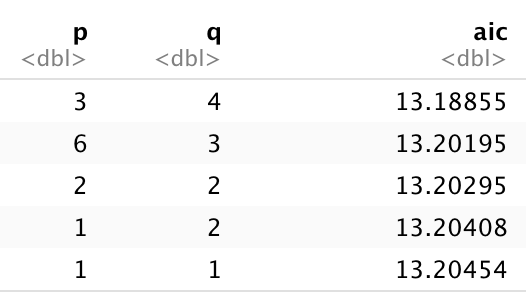 p q aic
<dbl> <dbl> <dbl>
3 4 13.18855
6 3 13.20195
2 2 13.20295
1 2 13.20408
1 1 13.20454